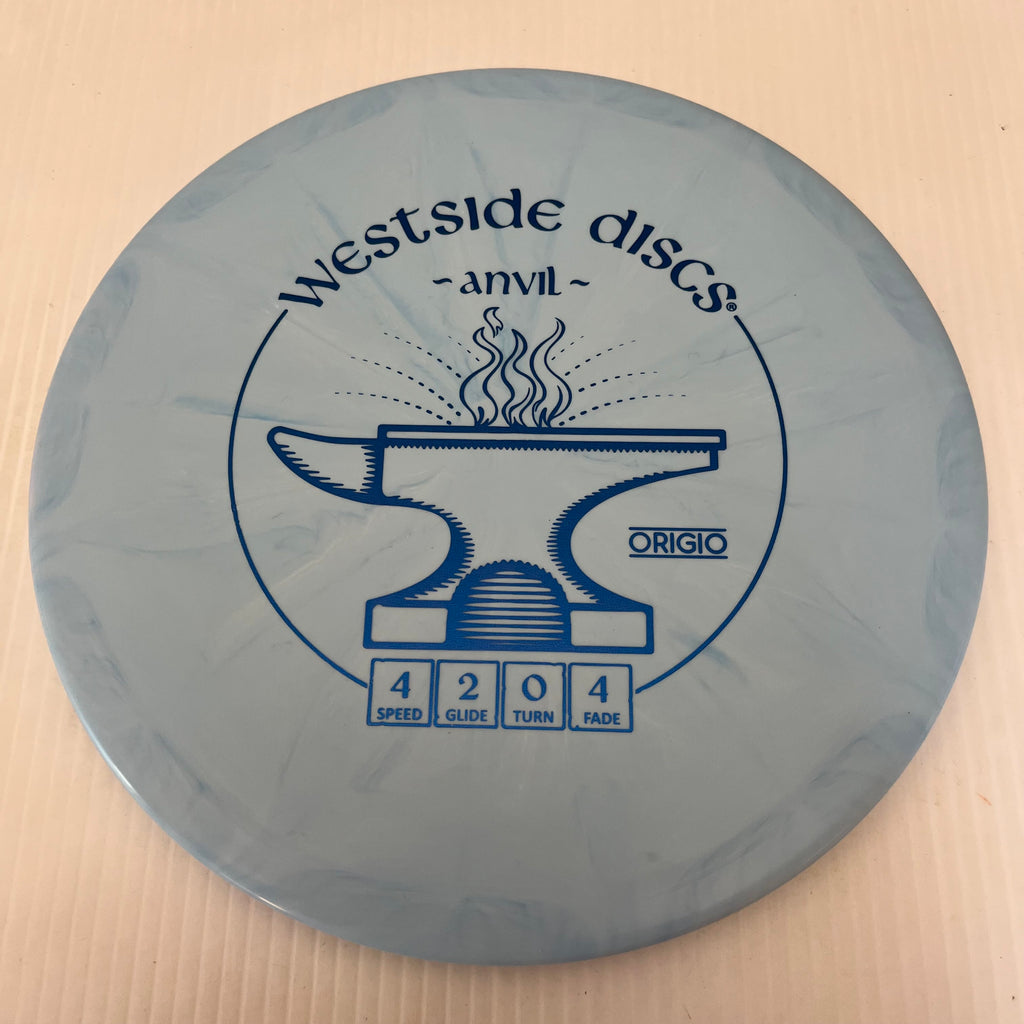 westside discs®
~anvil~
ORIGIO
4 2 0 4
SPEED GLIDE TURN FADE